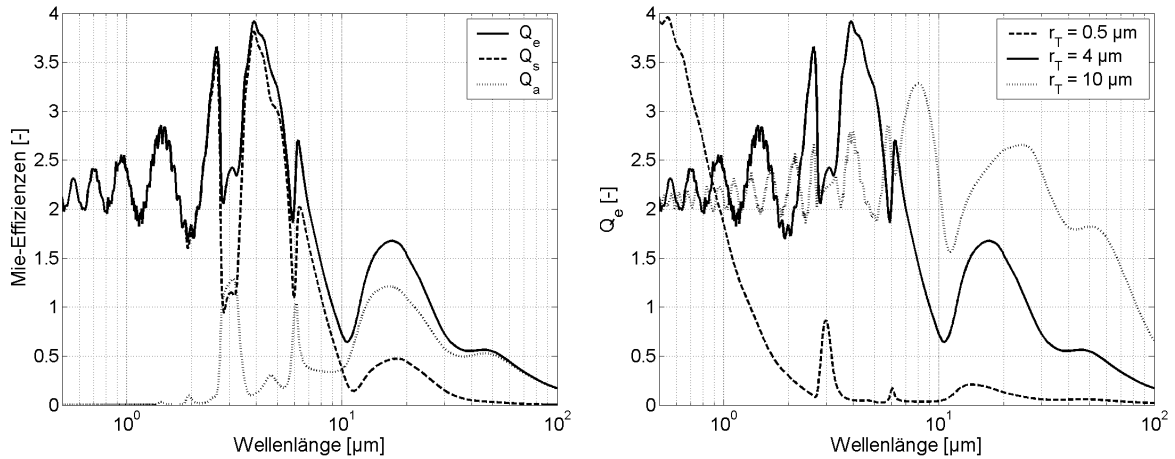 Mie-Effizienzen [-]
4
3.5
3
2.5
2
1.5
1
0.5
0
10^0
10^1
10^2
Wellenlänge [µm]
Q_e
Q_s
Q_a
Q_e [-]
4
3.5
3
2.5
2
1.5
1
0.5
0
10^0
10^1
10^2
Wellenlänge [µm]
r_T = 0.5 µm
r_T = 4 µm
r_T = 10 µm